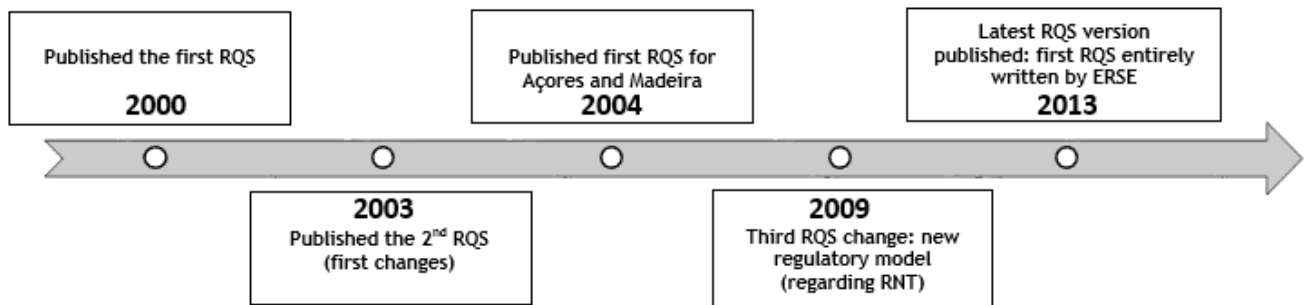 Published the first RQS
2000
2003
Published the 2nd RQS
(first changes)
Published first RQS for
Açores and Madeira
2004
2009
Third RQS change: new
regulatory model
(regarding RNT)
Latest RQS version
published: first RQS entirely
written by ERSE
2013